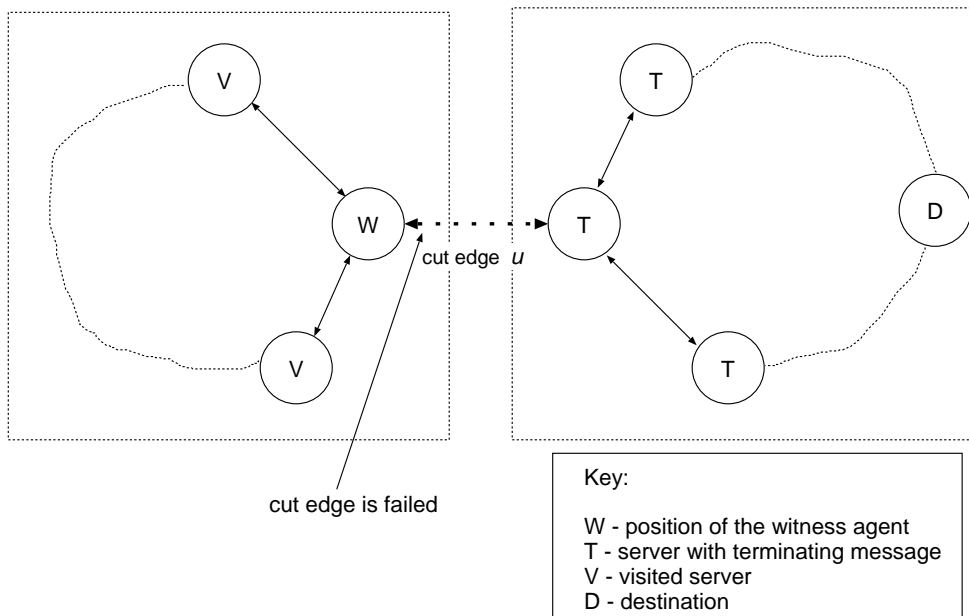 V
T
W
T
D
cut edge u
V
T
cut edge is failed
Key:
W - position of the witness agent
T - server with terminating message
V - visited server
D - destination